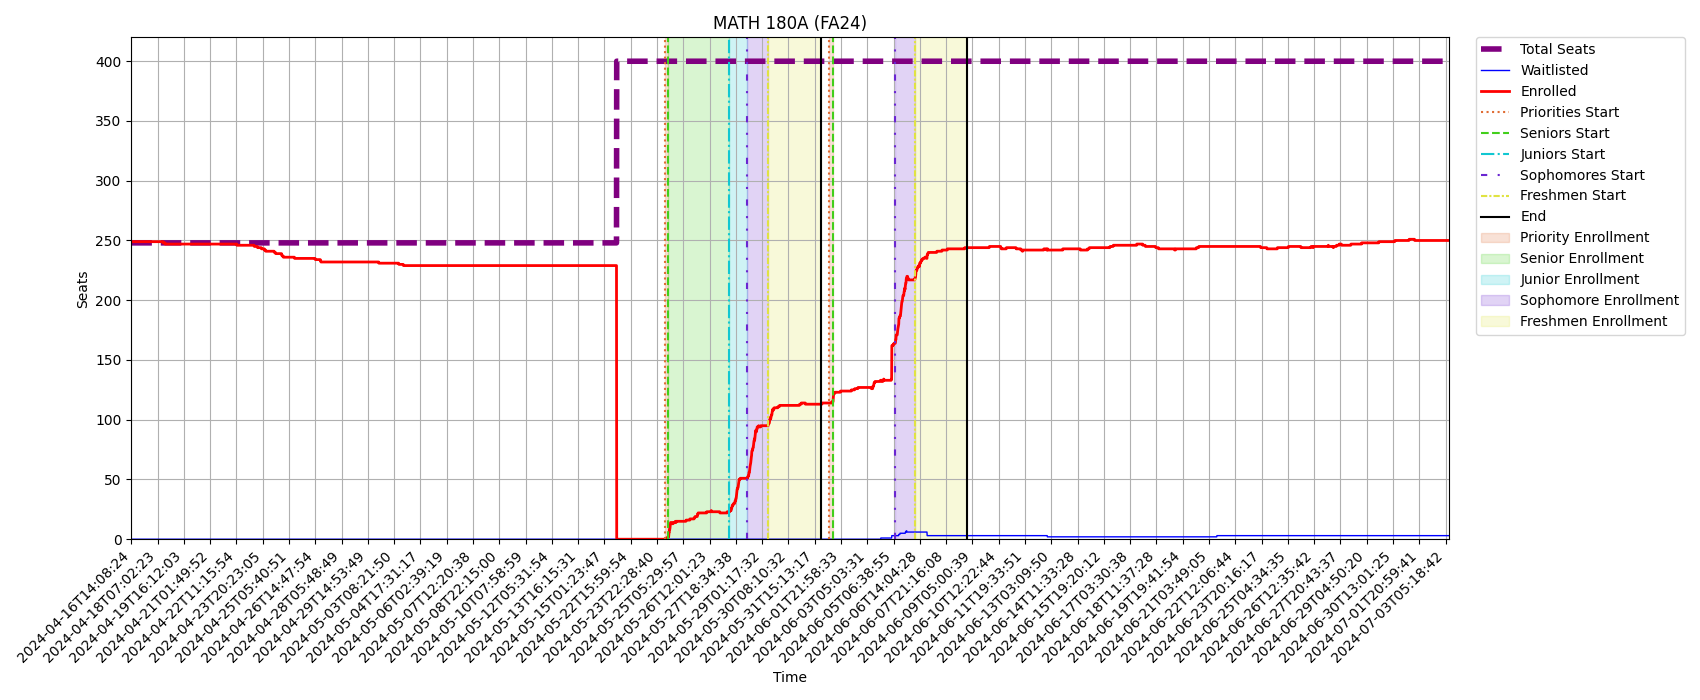 MATH 180A (FA24)
Total Seats
Waitlisted
Enrolled
Priorities Start
Seniors Start
Juniors Start
Sophomores Start
Freshmen Start
End
Priority Enrollment
Senior Enrollment
Junior Enrollment
Sophomore Enrollment
Freshmen Enrollment
Seats
400
350
300
250
200
150
100
50
0
2024-04-16T14:08:24
2024-04-18T07:02:23
2024-04-19T16:12:03
2024-04-21T01:49:52
2024-04-22T11:15:54
2024-04-23T20:23:05
2024-04-25T05:40:51
2024-04-26T14:47:54
2024-04-28T05:48:49
2024-04-29T14:53:49
2024-05-03T08:21:50
2024-05-04T17:31:17
2024-05-06T02:39:19
2024-05-08T22:20:38
2024-05-10T07:58:59
2024-05-12T05:31:54
2024-05-13T16:15:31
2024-05-15T01:23:47
2024-05-22T15:59:54
2024-05-23T22:28:40
2024-05-25T05:29:57
2024-05-26T12:01:23
2024-05-27T18:34:38
2024-05-29T01:17:32
2024-05-30T08:10:32
2024-05-31T15:13:17
2024-06-01T21:58:33
2024-06-03T05:03:31
2024-06-05T06:38:55
2024-06-06T14:04:28
2024-06-07T21:16:08
2024-06-09T05:00:39
2024-06-10T12:22:44
2024-06-11T19:33:51
2024-06-13T03:09:50
2024-06-14T11:33:28
2024-06-15T19:20:12
2024-06-17T03:30:38
2024-06-18T11:37:28
2024-06-19T19:41:54
2024-06-21T03:49:05
2024-06-22T12:06:44
2024-06-23T20:16:17
2024-06-25T04:34:35
2024-06-26T12:35:42
2024-06-27T20:43:37
2024-06-29T04:50:20
2024-06-30T13:01:25
2024-07-01T20:59:41
2024-07-03T05:18:42
Time